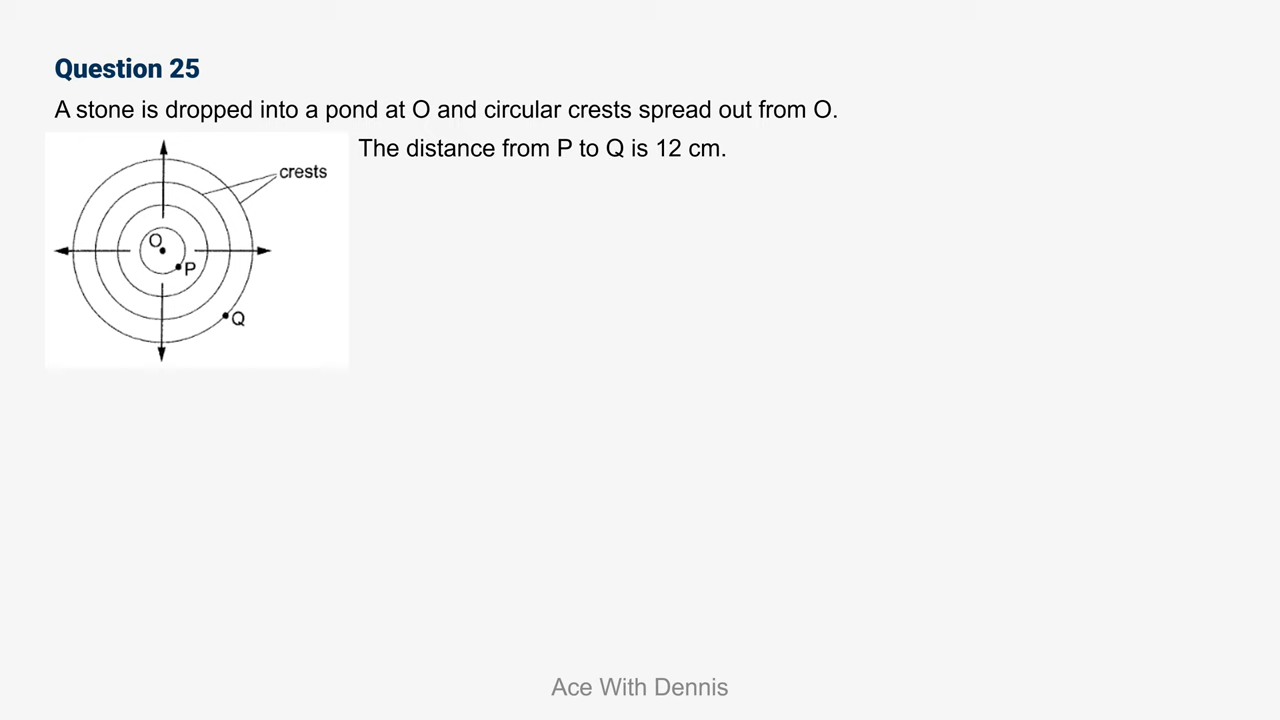 Question 25
A stone is dropped into a pond at O and circular crests spread out from O.
The distance from P to Q is 12 cm.
crests
O
P
Q
Ace With Dennis